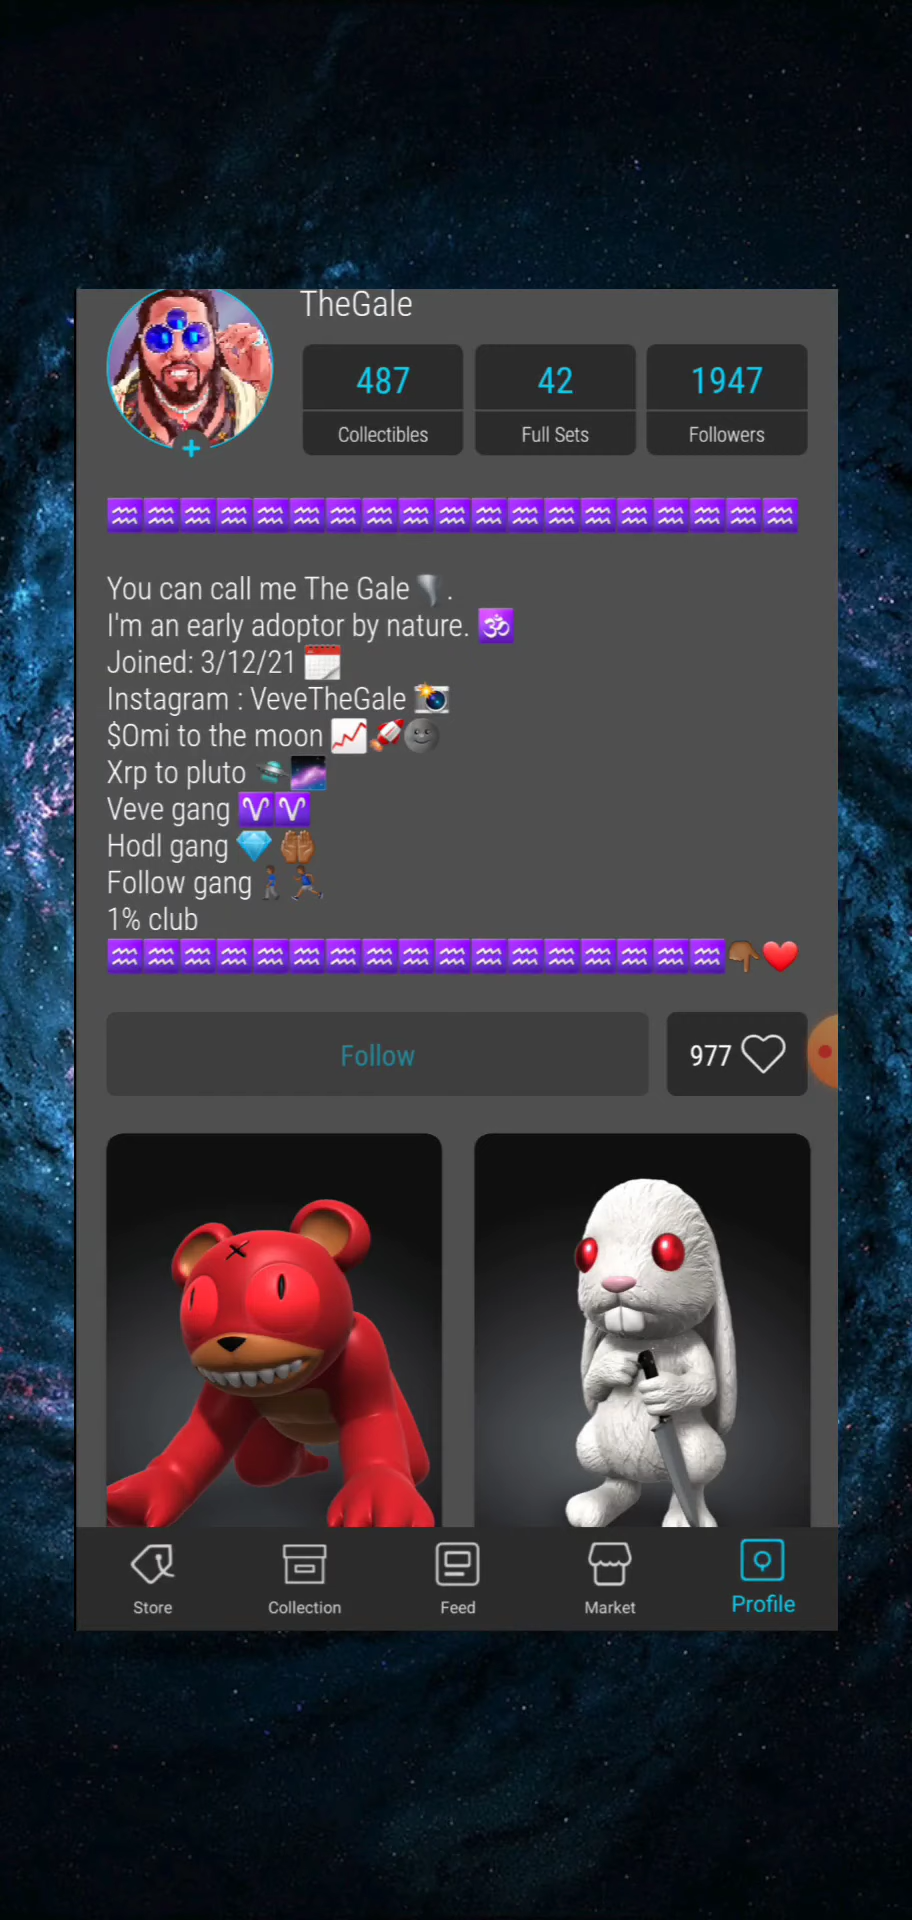 TheGale
487 42 1947
Collectibles Full Sets Followers
♒♒♒♒♒♒♒♒♒♒♒♒♒♒♒♒♒♒♒
You can call me The Gale 🌪️.
I'm an early adoptor by nature. 🕉️
Joined: 3/12/21 🗓️
Instagram : VeveTheGale 📸
$Omi to the moon 📈🚀🌚
Xrp to pluto 🛸🌌
Veve gang ♈♈
Hodl gang 💎🤲🏾
Follow gang 🚶🏾🏃🏾
1% club
♒♒♒♒♒♒♒♒♒♒♒♒♒♒♒♒♒👇🏾❤️
Follow 977
Store Collection Feed Market Profile